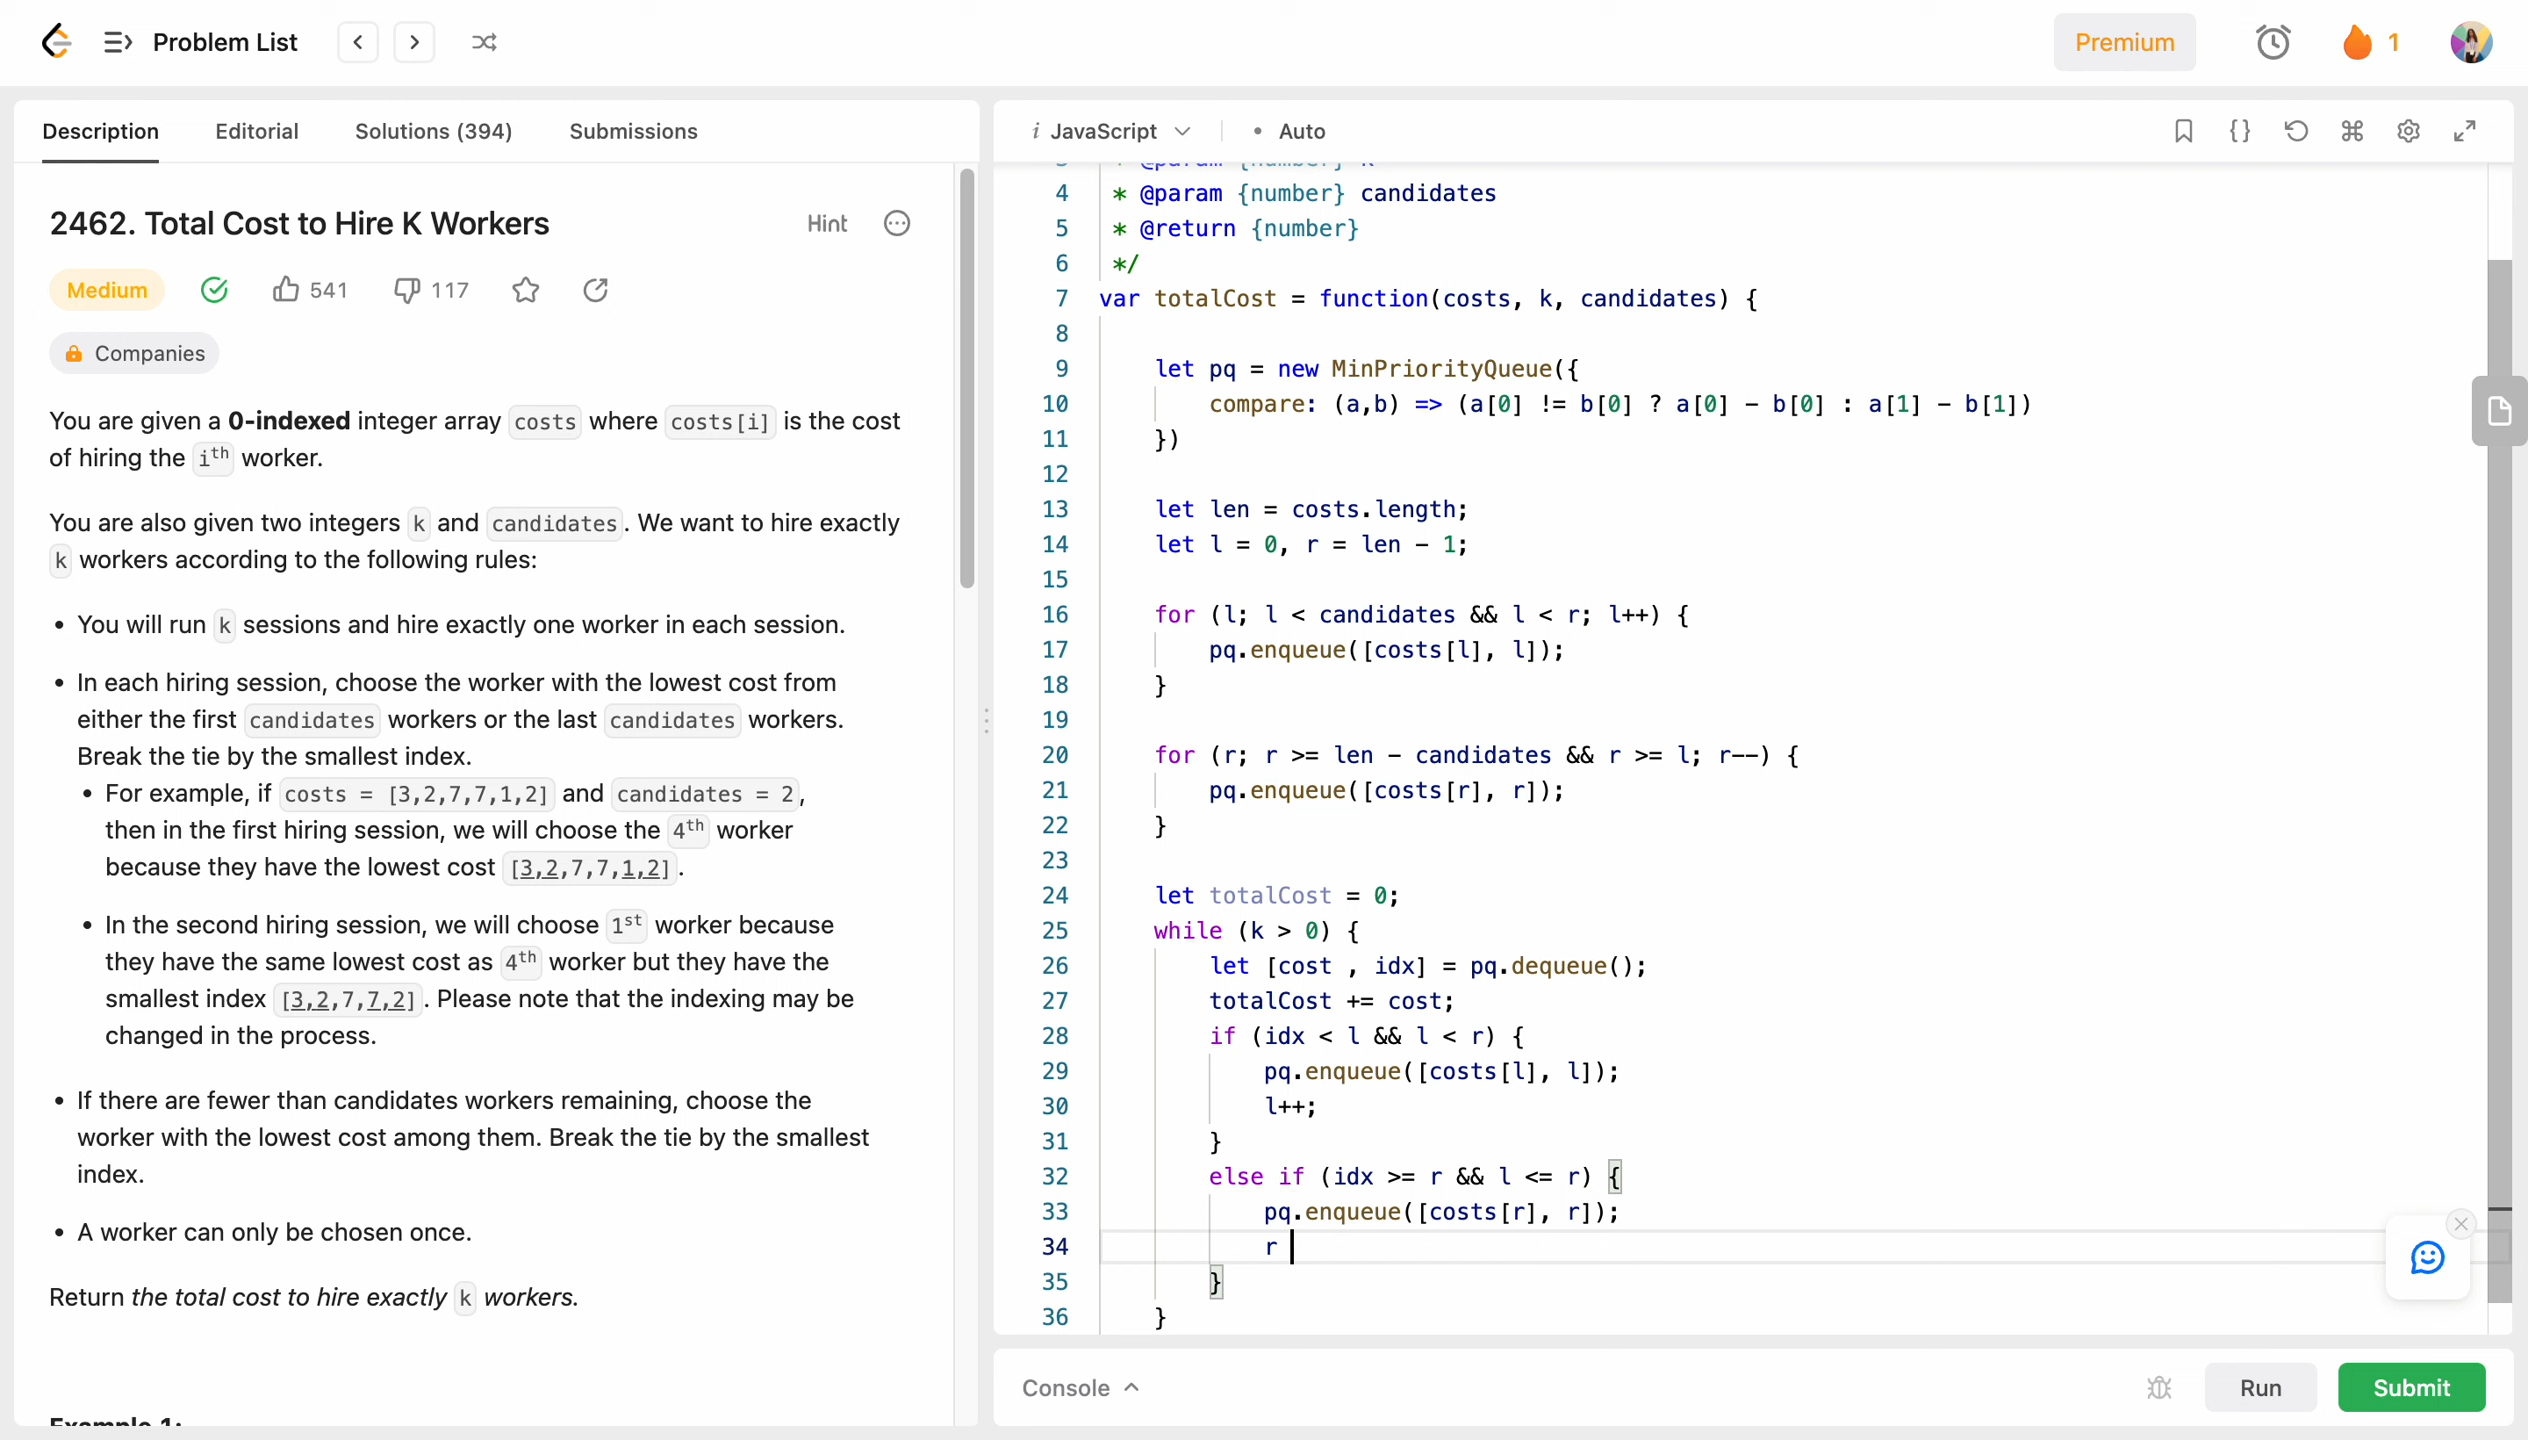 Problem List
Premium
1
Description Editorial Solutions (394) Submissions
2462. Total Cost to Hire K Workers
Hint
Medium 541 117
Companies
You are given a 0-indexed integer array costs where costs[i] is the cost
of hiring the ith worker.
You are also given two integers k and candidates. We want to hire exactly
k workers according to the following rules:
• You will run k sessions and hire exactly one worker in each session.
• In each hiring session, choose the worker with the lowest cost from
either the first candidates workers or the last candidates workers.
Break the tie by the smallest index.
• For example, if costs = [3,2,7,7,1,2] and candidates = 2,
then in the first hiring session, we will choose the 4th worker
because they have the lowest cost [3,2,7,7,1,2].
• In the second hiring session, we will choose 1st worker because
they have the same lowest cost as 4th worker but they have the
smallest index [3,2,7,7,2]. Please note that the indexing may be
changed in the process.
• If there are fewer than candidates workers remaining, choose the
worker with the lowest cost among them. Break the tie by the smallest
index.
• A worker can only be chosen once.
Return the total cost to hire exactly k workers.
Example 1:
i JavaScript • Auto
3 * @param {number} k
4 * @param {number} candidates
5 * @return {number}
6 */
7 var totalCost = function(costs, k, candidates) {
8
9 let pq = new MinPriorityQueue({
10 compare: (a,b) => (a[0] != b[0] ? a[0] - b[0] : a[1] - b[1])
11 })
12
13 let len = costs.length;
14 let l = 0, r = len - 1;
15
16 for (l; l < candidates && l < r; l++) {
17 pq.enqueue([costs[l], l]);
18 }
19
20 for (r; r >= len - candidates && r >= l; r--) {
21 pq.enqueue([costs[r], r]);
22 }
23
24 let totalCost = 0;
25 while (k > 0) {
26 let [cost , idx] = pq.dequeue();
27 totalCost += cost;
28 if (idx < l && l < r) {
29 pq.enqueue([costs[l], l]);
30 l++;
31 }
32 else if (idx >= r && l <= r) {
33 pq.enqueue([costs[r], r]);
34 r
35 }
36 }
Console
Run
Submit